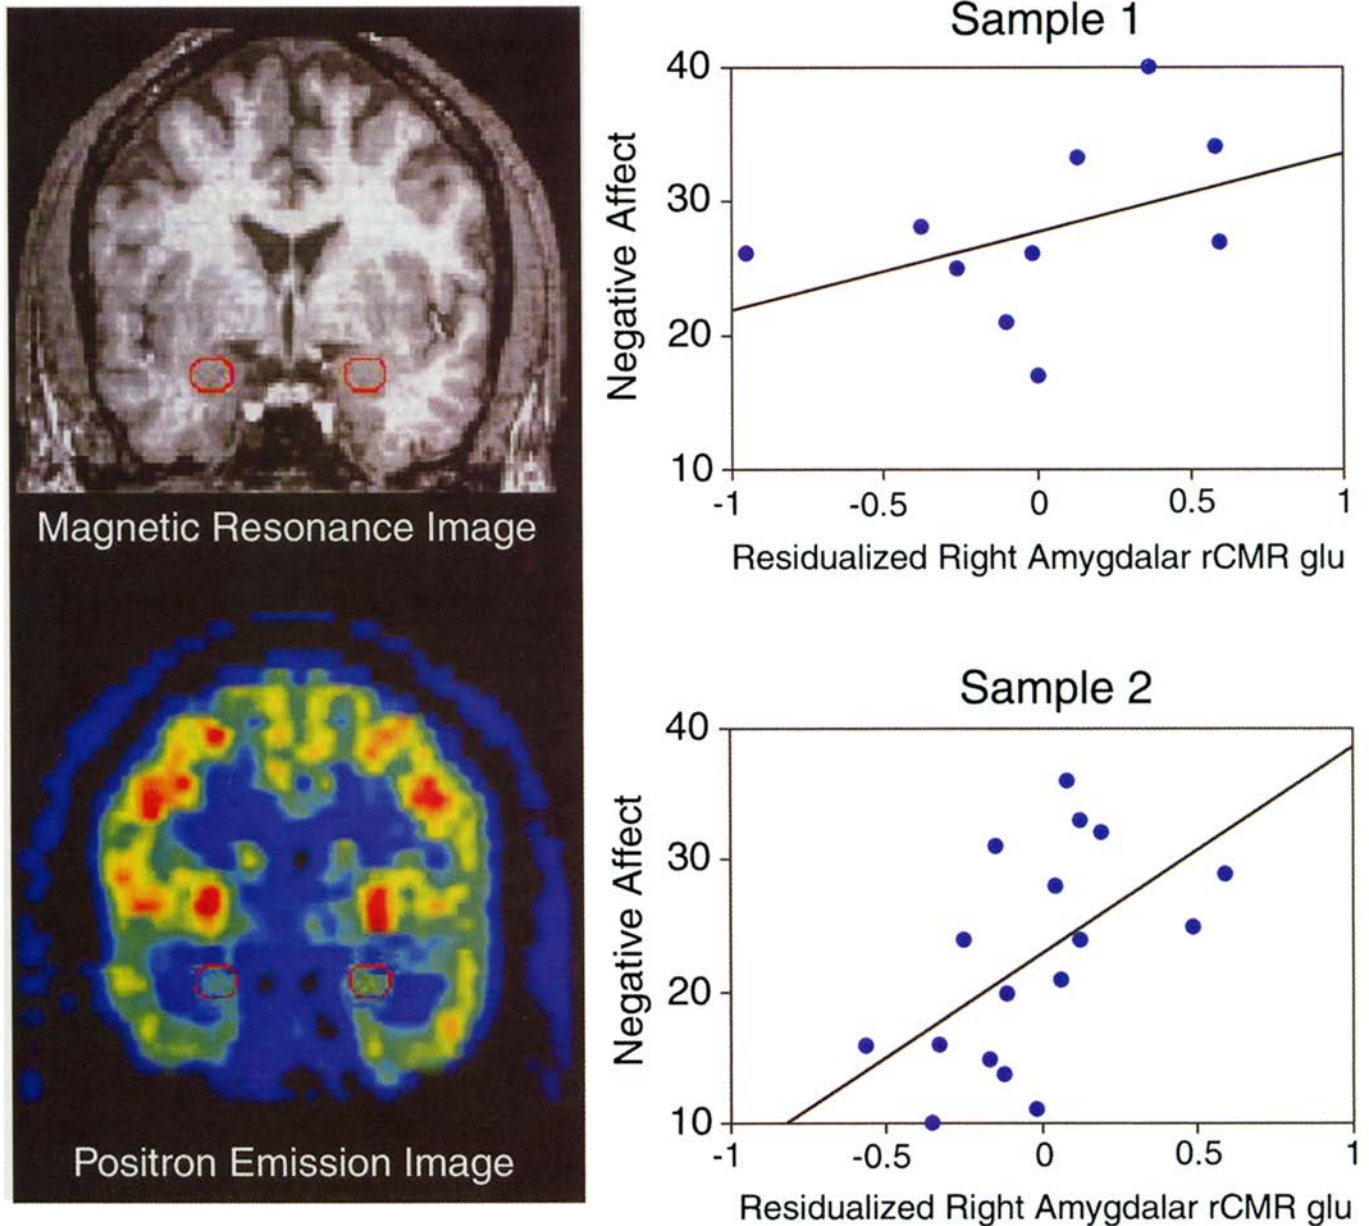 Magnetic Resonance Image
Positron Emission Image
Sample 1
Negative Affect
40
30
20
10
-1
-0.5
0
0.5
1
Residualized Right Amygdalar rCMR glu
Sample 2
Negative Affect
40
30
20
10
-1
-0.5
0
0.5
1
Residualized Right Amygdalar rCMR glu